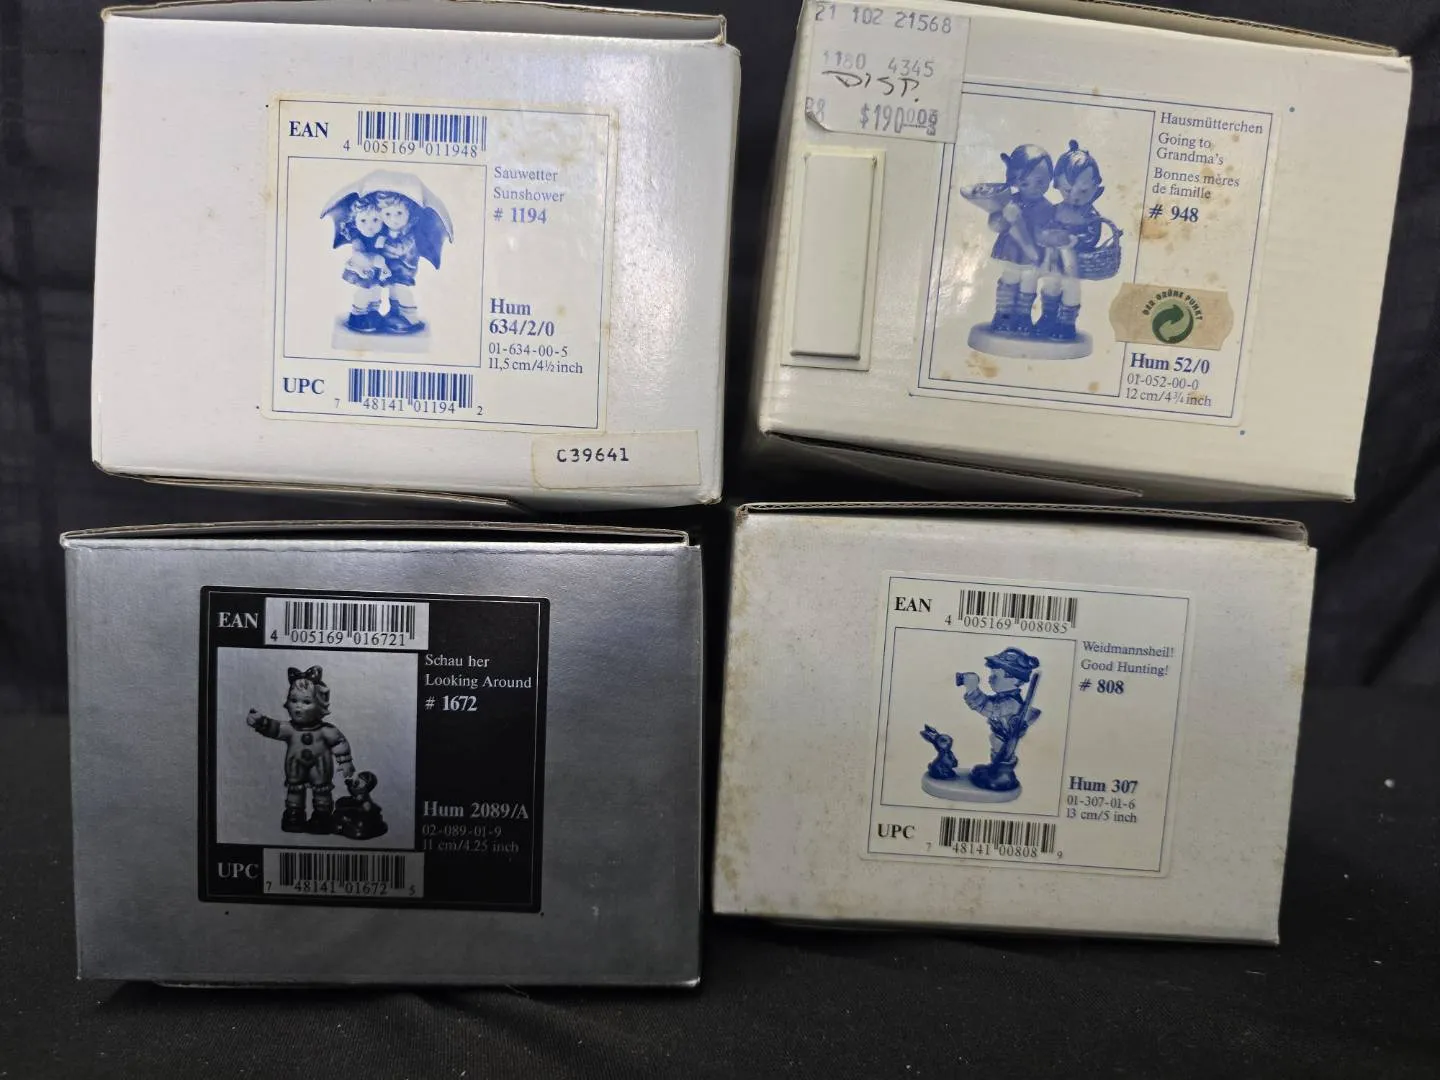 EAN
4 005169 011948
Sauwetter
Sunshower
# 1194
Hum
634/2/0
01-634-00-5
11,5 cm/4½ inch
UPC
7 48141 01194 2
C39641
21 102 21568
1180 4345
DISP.
$190.00
Hausmütterchen
Going to
Grandma's
Bonnes mères
de famille
# 948
DER GRÜNE PUNKT
Hum 52/0
01-052-00-0
12 cm/4¾ inch
EAN
4 005169 016721
Schau her
Looking Around
# 1672
Hum 2089/A
02-089-01-9
11 cm/4.25 inch
UPC
7 48141 01672 5
EAN
4 005169 008085
Weidmannsheil!
Good Hunting!
# 808
Hum 307
01-307-01-6
13 cm/5 inch
UPC
7 48141 00808 9